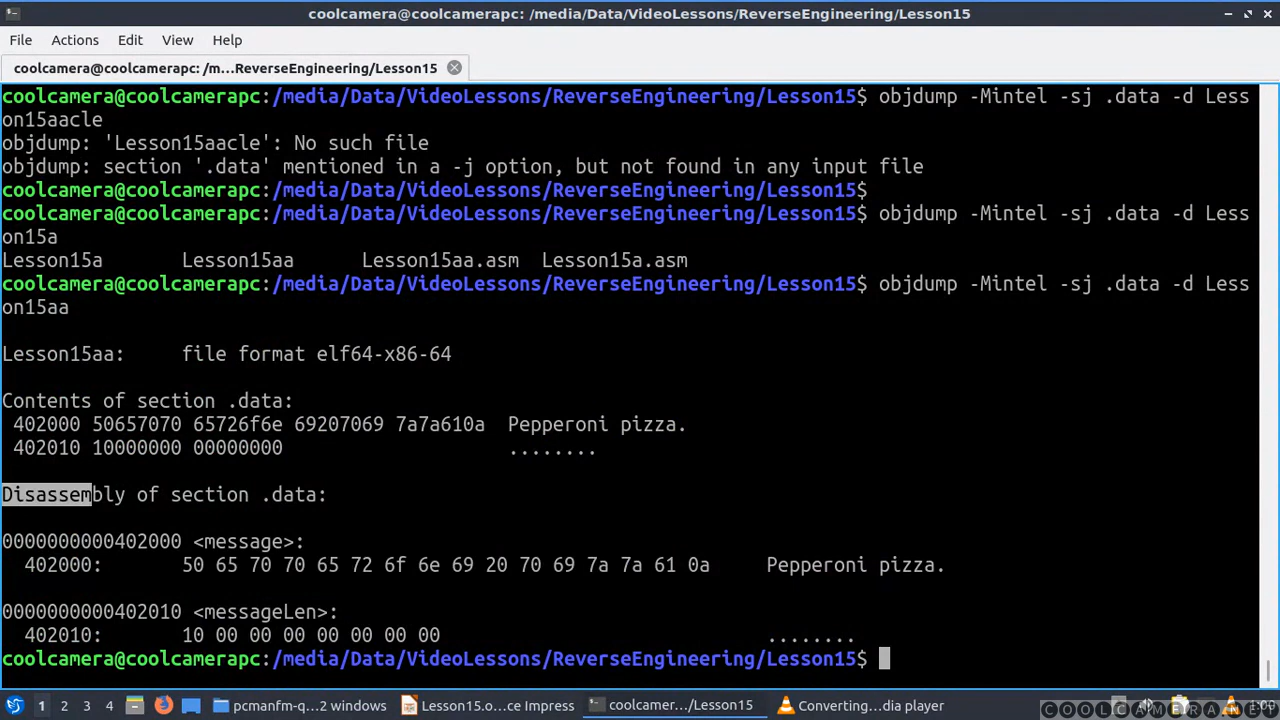 coolcamera@coolcamerapc: /media/Data/VideoLessons/ReverseEngineering/Lesson15
File Actions Edit View Help
coolcamera@coolcamerapc: /m...ReverseEngineering/Lesson15
coolcamera@coolcamerapc:/media/Data/VideoLessons/ReverseEngineering/Lesson15$ objdump -Mintel -sj .data -d Less
on15aacle
objdump: 'Lesson15aacle': No such file
objdump: section '.data' mentioned in a -j option, but not found in any input file
coolcamera@coolcamerapc:/media/Data/VideoLessons/ReverseEngineering/Lesson15$
coolcamera@coolcamerapc:/media/Data/VideoLessons/ReverseEngineering/Lesson15$ objdump -Mintel -sj .data -d Less
on15a
Lesson15a Lesson15aa Lesson15aa.asm Lesson15a.asm
coolcamera@coolcamerapc:/media/Data/VideoLessons/ReverseEngineering/Lesson15$ objdump -Mintel -sj .data -d Less
on15aa
Lesson15aa: file format elf64-x86-64
Contents of section .data:
402000 50657070 65726f6e 69207069 7a7a610a Pepperoni pizza.
402010 10000000 00000000 ........
Disassembly of section .data:
0000000000402000 <message>:
402000: 50 65 70 70 65 72 6f 6e 69 20 70 69 7a 7a 61 0a Pepperoni pizza.
0000000000402010 <messageLen>:
402010: 10 00 00 00 00 00 00 00 ........
coolcamera@coolcamerapc:/media/Data/VideoLessons/ReverseEngineering/Lesson15$
1 2 3 4 pcmanfm-q...2 windows Lesson15.o...ce Impress coolcamer.../Lesson15 Converting...dia player
COOLCAMERA.NET